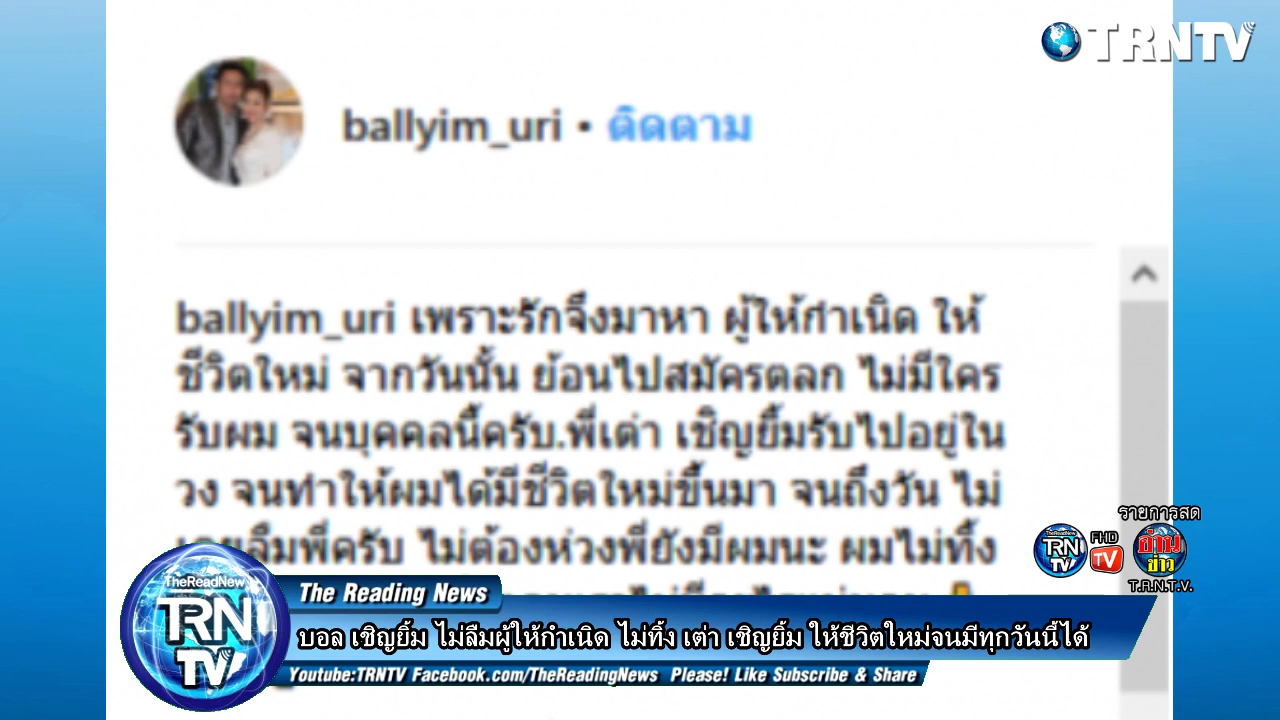 TRNTV
ballyim_uri • ติดตาม
ballyim_uri เพราะรักจึงมาหา ผู้ให้กำเนิด ให้
ชีวิตใหม่ จากวันนั้น ย้อนไปสมัครตลก ไม่มีใคร
รับผม จนบุคคลนี้ครับ.พี่เต่า เชิญยิ้มรับไปอยู่ใน
วง จนทำให้ผมได้มีชีวิตใหม่ขึ้นมา จนถึงวัน ไม่
เคยลืมพี่ครับ ไม่ต้องห่วงพี่ยังมีผมนะ ผมไม่ทิ้ง
รายการสด
TheReadNew
TRN
TV
FHD
TV
อ่าน
ข่าว
T.R.N.T.V.
TheReadNew
TRN
TV
The Reading News
บอล เชิญยิ้ม ไม่ลืมผู้ให้กำเนิด ไม่ทิ้ง เต่า เชิญยิ้ม ให้ชีวิตใหม่จนมีทุกวันนี้ได้
Youtube:TRNTV Facebook.com/TheReadingNews Please! Like Subscribe & Share